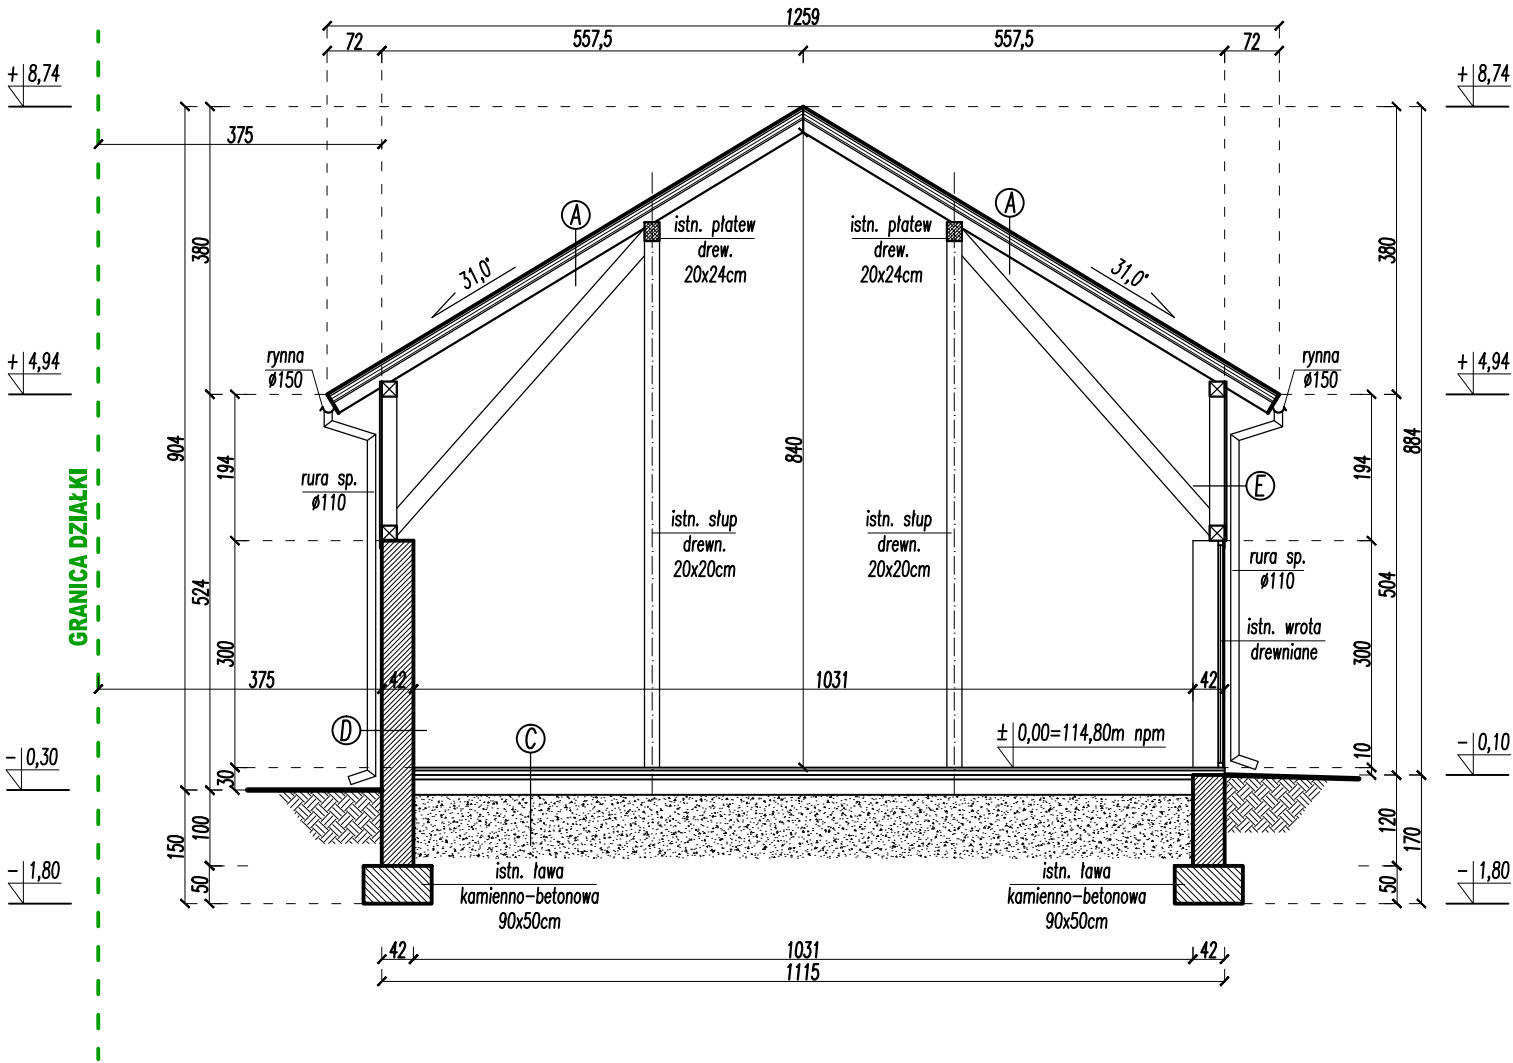 1259
72
557,5
557,5
72
+ 8,74
+ 8,74
375
A
A
istn. płatew
drew.
20x24cm
istn. płatew
drew.
20x24cm
380
380
31,0°
31,0°
+ 4,94
+ 4,94
rynna
ø150
rynna
ø150
904
194
840
194
884
GRANICA DZIAŁKI
rura sp.
ø110
E
istn. słup
drewn.
20x20cm
istn. słup
drewn.
20x20cm
rura sp.
ø110
524
504
istn. wrota
drewniane
300
300
375
42
1031
42
D
C
± 0,00=114,80m npm
- 0,30
- 0,10
30
10
150
100
120
170
- 1,80
- 1,80
50
50
istn. ława
kamienno-betonowa
90x50cm
istn. ława
kamienno-betonowa
90x50cm
42
1031
42
1115